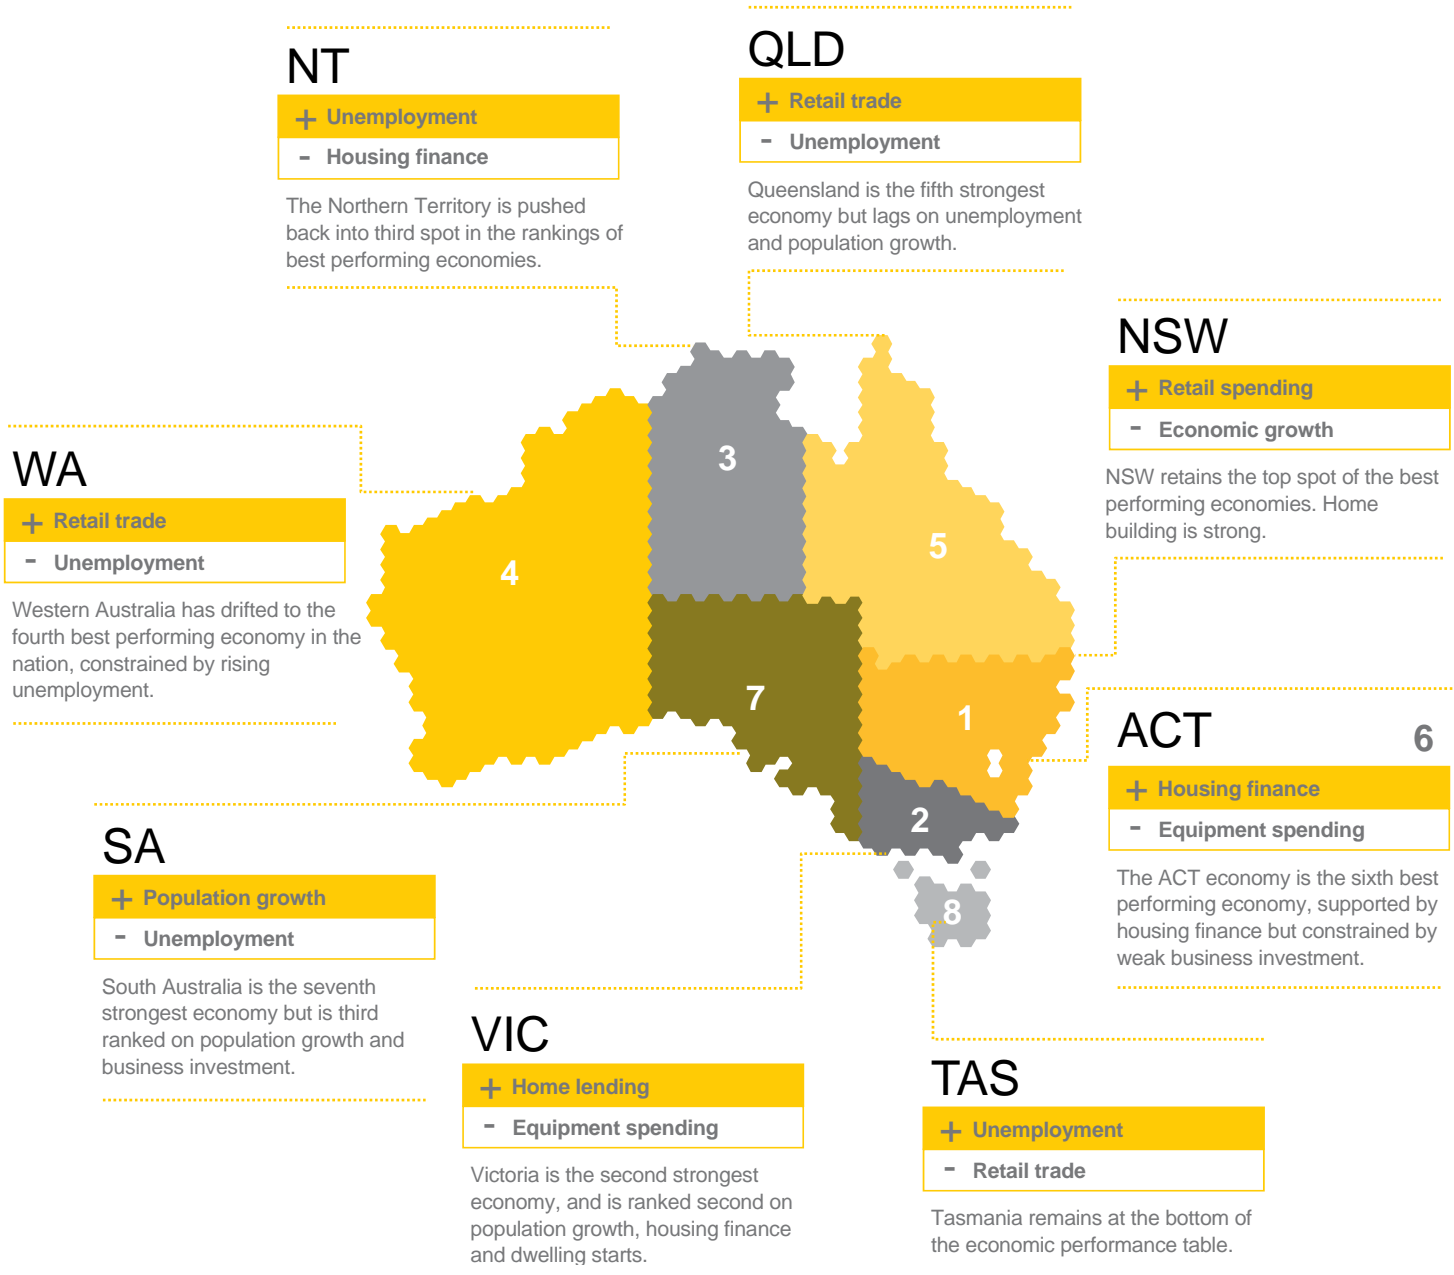 NT
+ Unemployment
- Housing finance
The Northern Territory is pushed
back into third spot in the rankings of
best performing economies.
QLD
+ Retail trade
- Unemployment
Queensland is the fifth strongest
economy but lags on unemployment
and population growth.
NSW
+ Retail spending
- Economic growth
NSW retains the top spot of the best
performing economies. Home
building is strong.
WA
+ Retail trade
- Unemployment
Western Australia has drifted to the
fourth best performing economy in the
nation, constrained by rising
unemployment.
3
5
4
7
1
2
8
ACT 6
+ Housing finance
- Equipment spending
The ACT economy is the sixth best
performing economy, supported by
housing finance but constrained by
weak business investment.
SA
+ Population growth
- Unemployment
South Australia is the seventh
strongest economy but is third
ranked on population growth and
business investment.
VIC
+ Home lending
- Equipment spending
Victoria is the second strongest
economy, and is ranked second on
population growth, housing finance
and dwelling starts.
TAS
+ Unemployment
- Retail trade
Tasmania remains at the bottom of
the economic performance table.